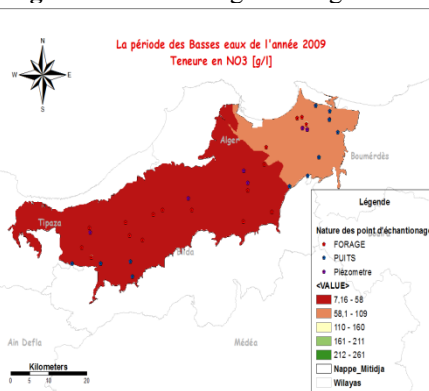 La période des Basses eaux de l'année 2009
Teneure en NO3 [g/l]
N
W E
S
Alger
Boumérdès
Tipaza
Blida
Ain Defla
Médéa
Légende
Nature des point d'échantionage
FORAGE
PUITS
Piézometre
<VALUE>
7,16 - 58
58,1 - 109
110 - 160
161 - 211
212 - 261
Nappe_Mitidja
Wilayas
Kilometers
0 5 10 20